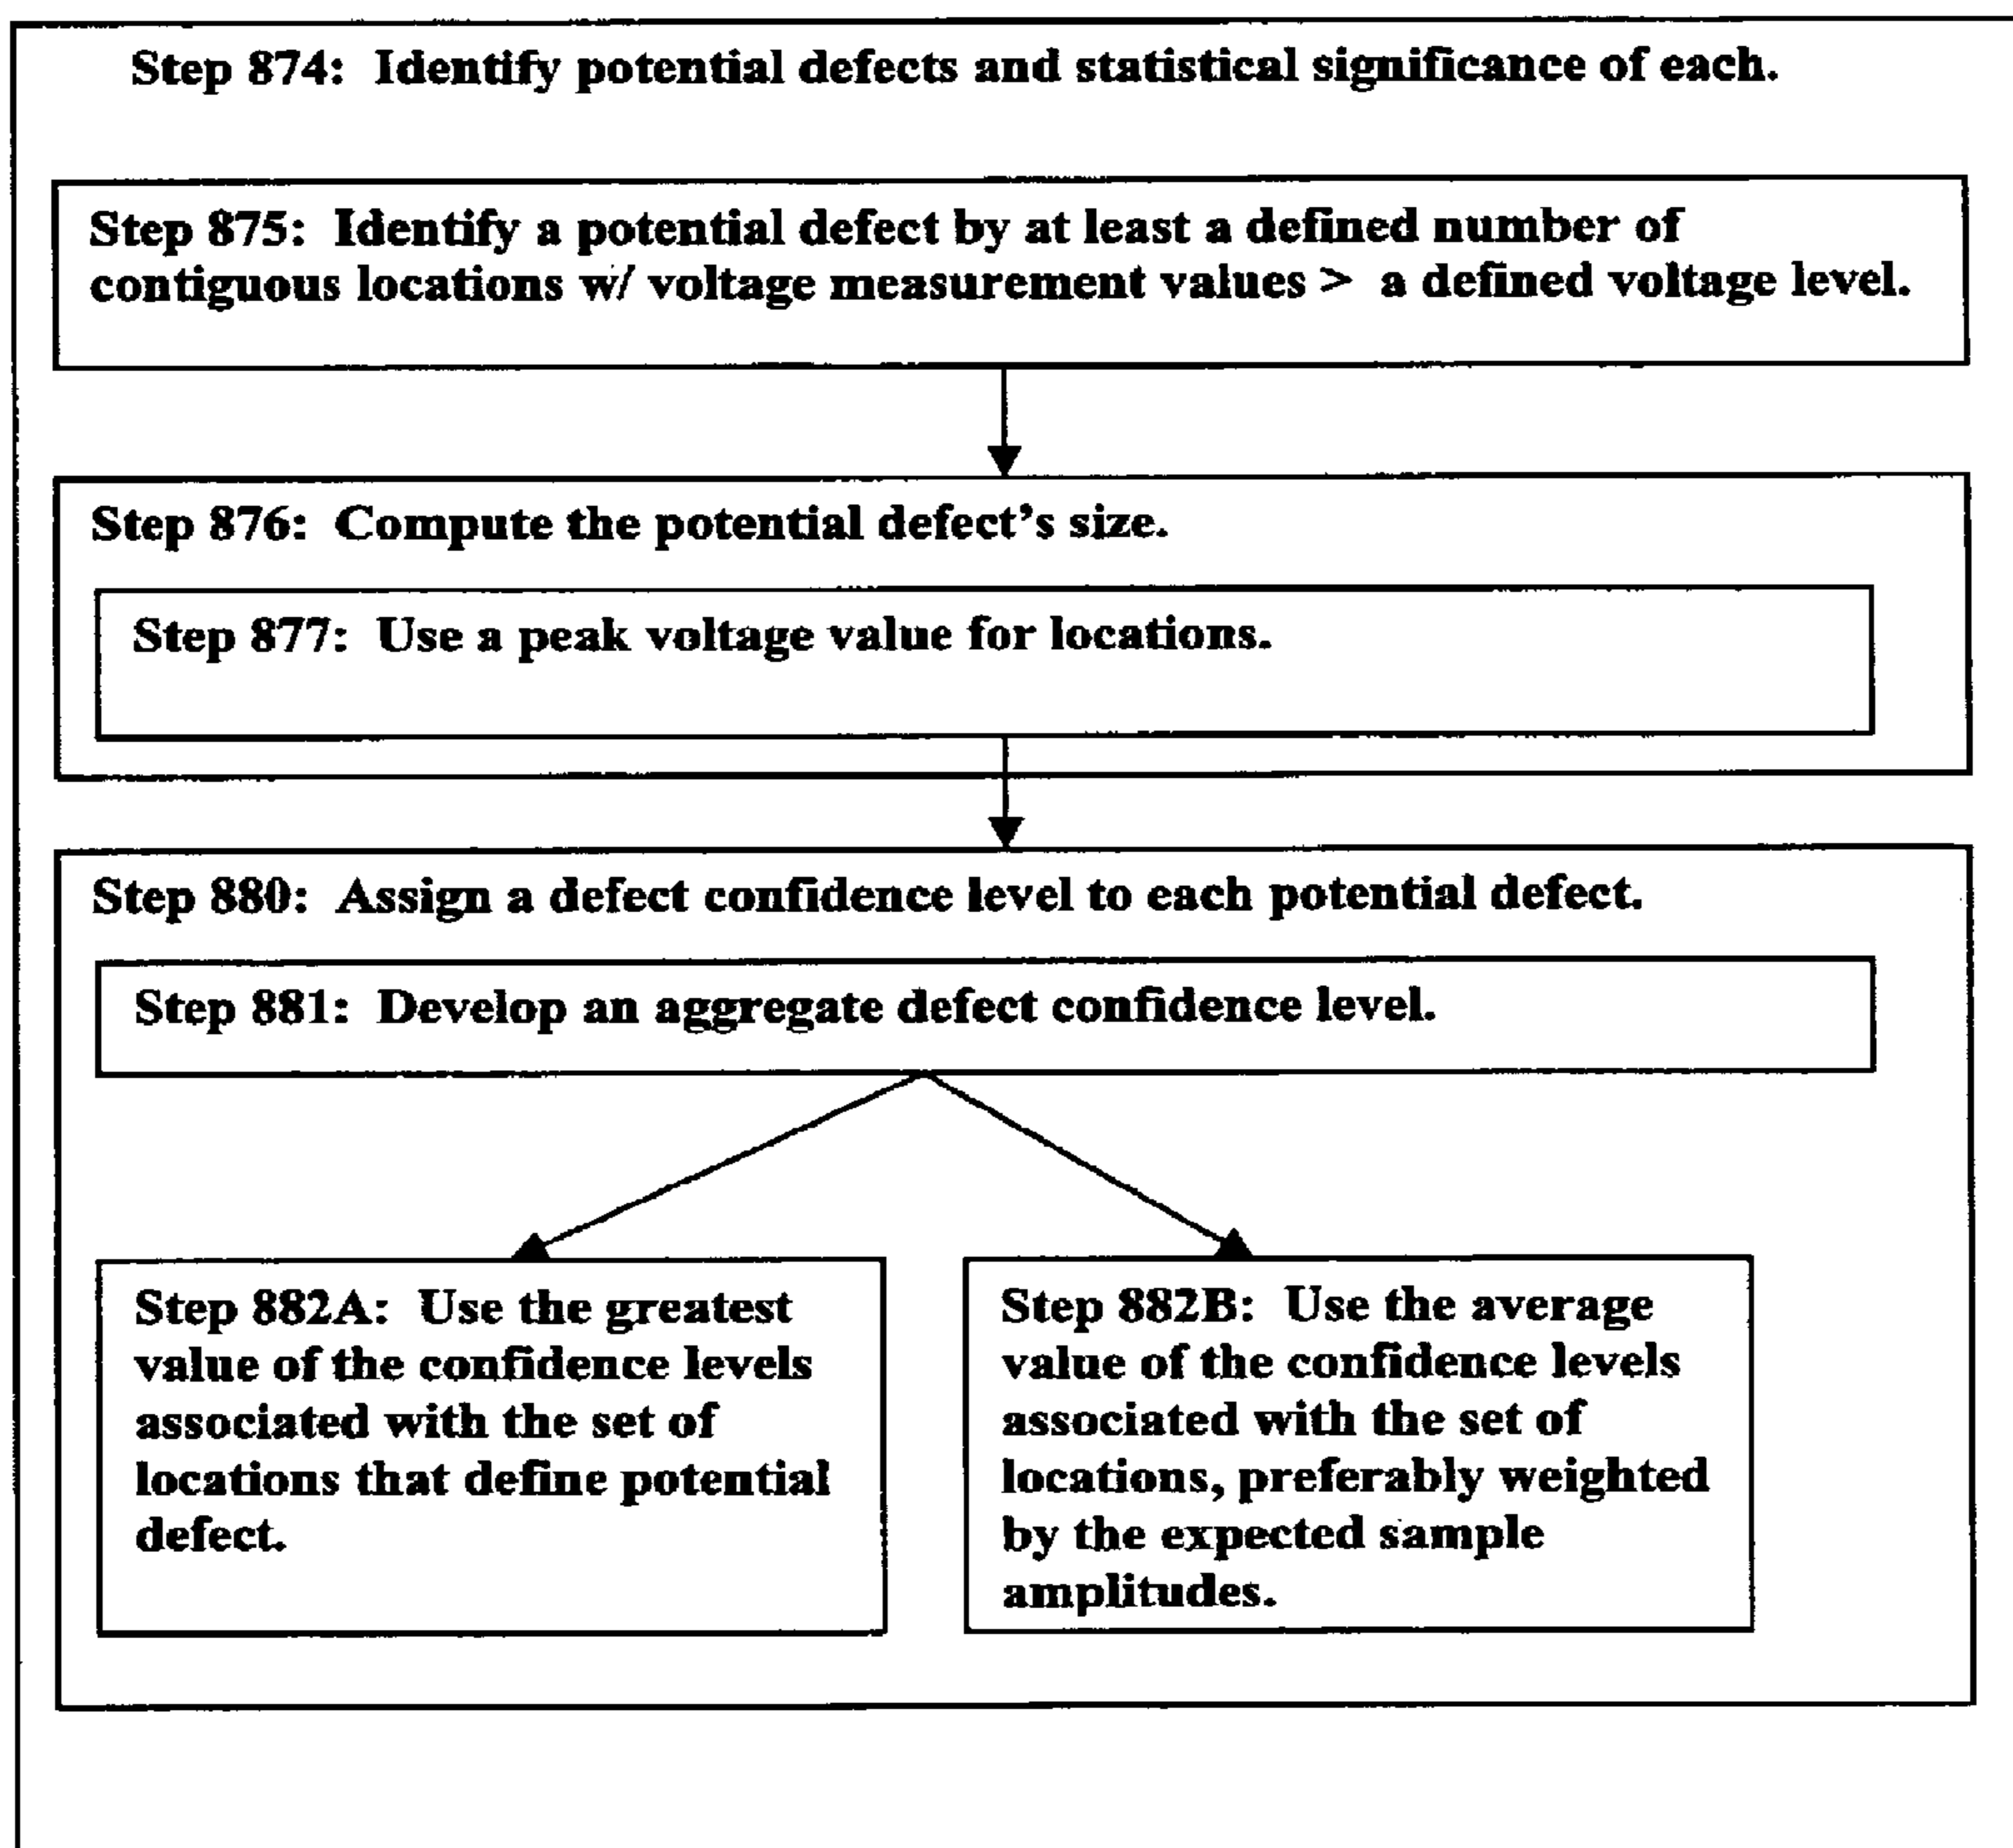 Step 874: Identify potential defects and statistical significance of each.
Step 875: Identify a potential defect by at least a defined number of
contiguous locations w/ voltage measurement values > a defined voltage level.
Step 876: Compute the potential defect's size.
Step 877: Use a peak voltage value for locations.
Step 880: Assign a defect confidence level to each potential defect.
Step 881: Develop an aggregate defect confidence level.
Step 882A: Use the greatest
value of the confidence levels
associated with the set of
locations that define potential
defect.
Step 882B: Use the average
value of the confidence levels
associated with the set of
locations, preferably weighted
by the expected sample
amplitudes.